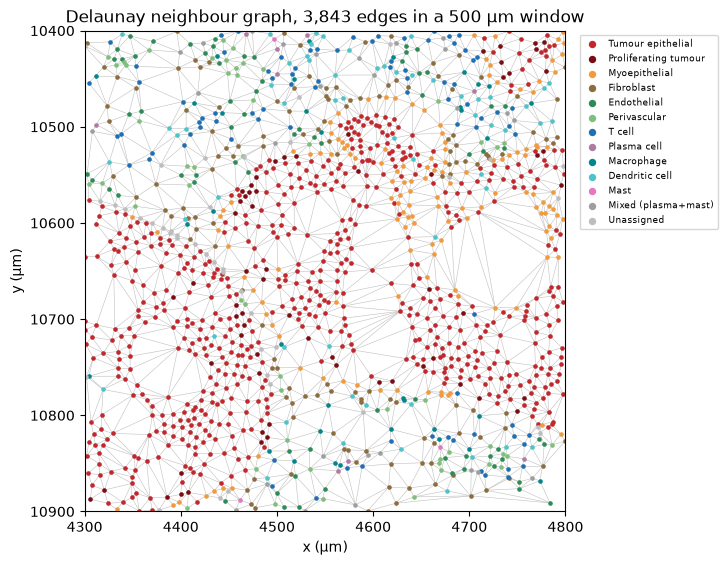 Delaunay neighbour graph, 3,843 edges in a 500 µm window
10400
10500
10600
10700
10800
10900
y (µm)
4300 4400 4500 4600 4700 4800
x (µm)
Tumour epithelial
Proliferating tumour
Myoepithelial
Fibroblast
Endothelial
Perivascular
T cell
Plasma cell
Macrophage
Dendritic cell
Mast
Mixed (plasma+mast)
Unassigned